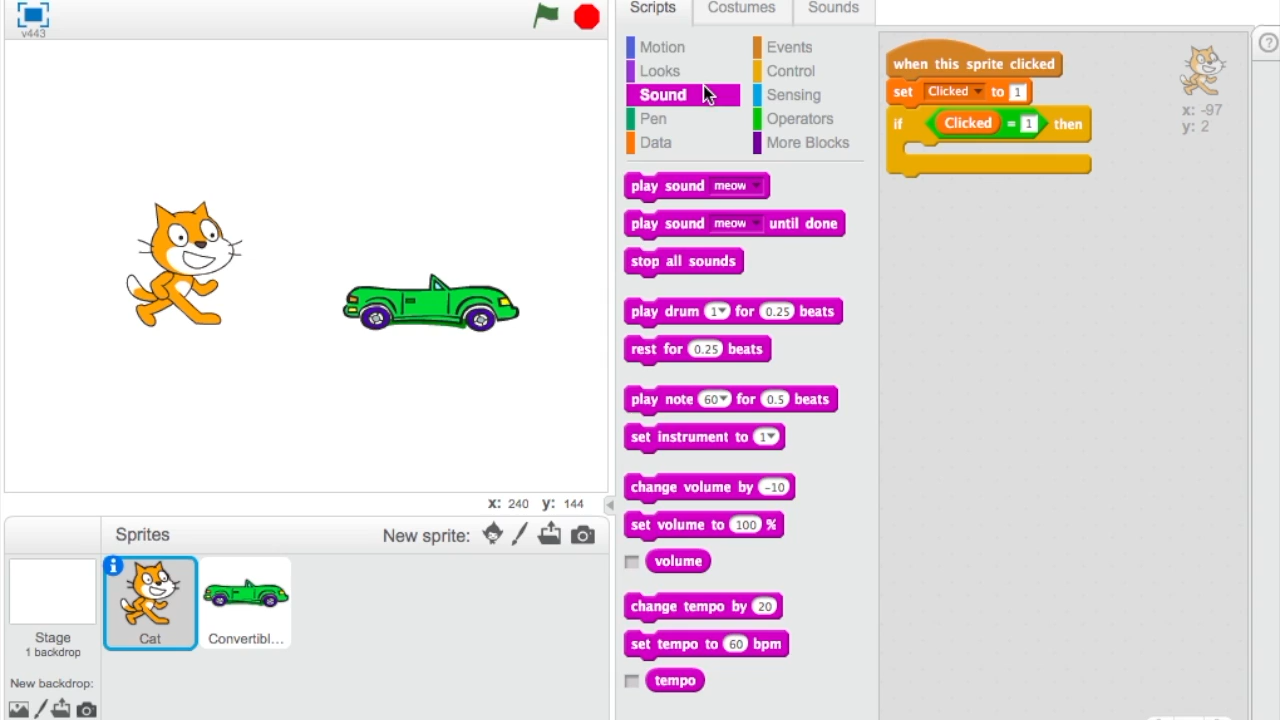 v443
Scripts
Costumes
Sounds
Motion
Looks
Sound
Pen
Data
Events
Control
Sensing
Operators
More Blocks
play sound meow
play sound meow until done
stop all sounds
play drum 1 for 0.25 beats
rest for 0.25 beats
play note 60 for 0.5 beats
set instrument to 1
change volume by -10
set volume to 100 %
volume
change tempo by 20
set tempo to 60 bpm
tempo
when this sprite clicked
set Clicked to 1
if Clicked = 1 then
x: -97
y: 2
?
x: 240 y: 144
Sprites
New sprite:
Stage
1 backdrop
New backdrop:
i
Cat
Convertibl...